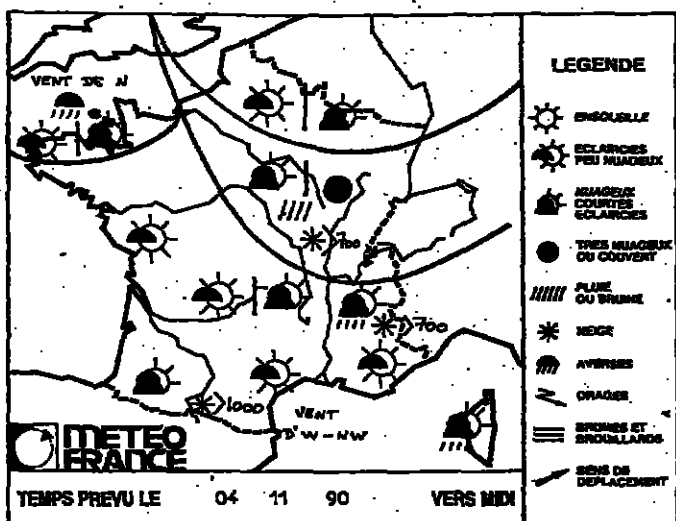 VENT DE N
700
700
1000
VENT
D'W-NW
METEO
FRANCE
TEMPS PREVU LE 04 11 90 VERS MIDI
LEGENDE
ENSOLEILLE
ECLAIRCIES
PEU NUAGEUX
NUAGEUX
COURTES
ECLAIRCIES
TRES NUAGEUX
OU COUVERT
PLUIE
OU BRUINE
NEIGE
AVERSES
ORAGES
BRUMES ET
BROUILLARDS
SENS DE
DEPLACEMENT